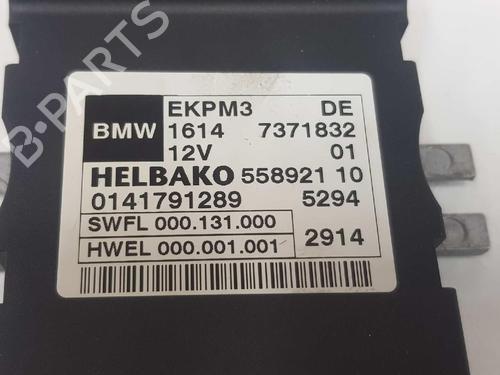 B-PARTS
BMW EKPM3 DE
1614 7371832
12V 01
HELBAKO 558921 10
0141791289 5294
SWFL 000.131.000
HWEL 000.001.001 2914